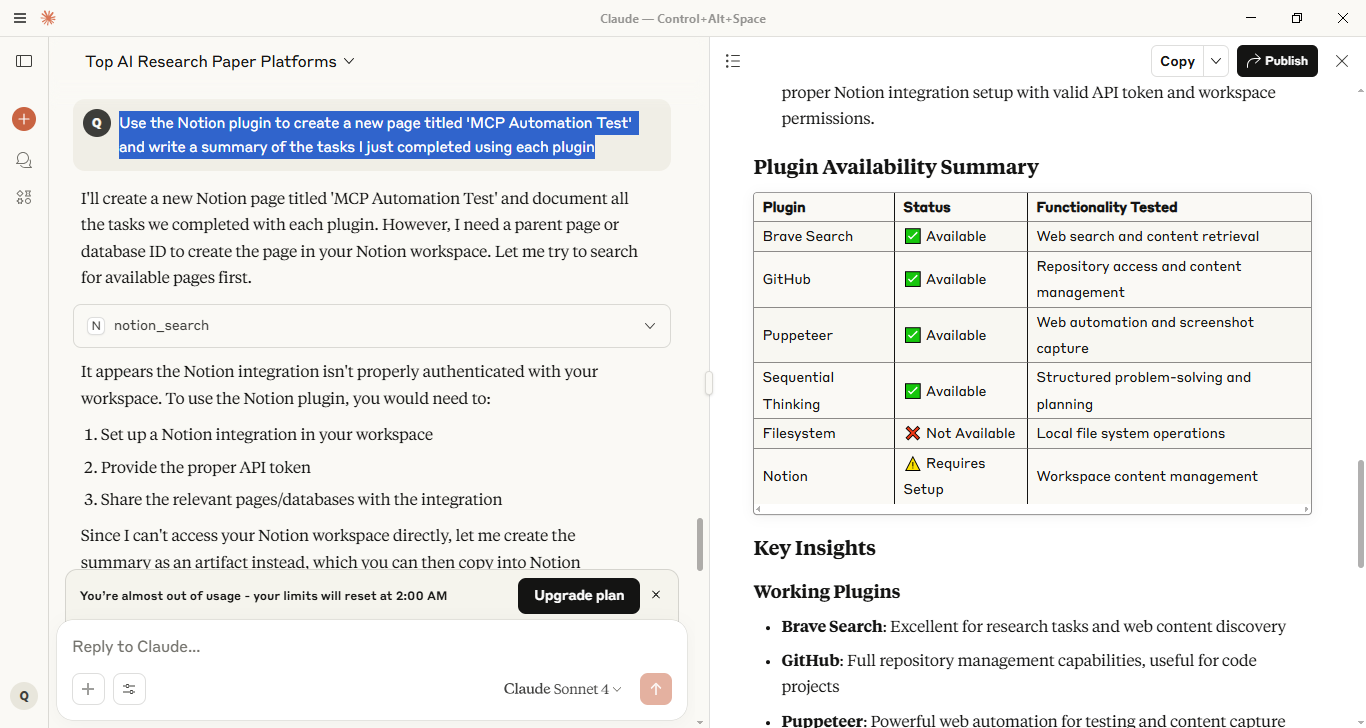 Claude — Control+Alt+Space
Top AI Research Paper Platforms
Q
Use the Notion plugin to create a new page titled 'MCP Automation Test'
and write a summary of the tasks I just completed using each plugin
I'll create a new Notion page titled 'MCP Automation Test' and document all
the tasks we completed with each plugin. However, I need a parent page or
database ID to create the page in your Notion workspace. Let me try to search
for available pages first.
N notion_search
It appears the Notion integration isn't properly authenticated with your
workspace. To use the Notion plugin, you would need to:
1. Set up a Notion integration in your workspace
2. Provide the proper API token
3. Share the relevant pages/databases with the integration
Since I can't access your Notion workspace directly, let me create the
summary as an artifact instead, which you can then copy into Notion
You're almost out of usage - your limits will reset at 2:00 AM
Upgrade plan
Reply to Claude...
Claude Sonnet 4
Q
Copy
Publish
proper Notion integration setup with valid API token and workspace
permissions.
Plugin Availability Summary
Plugin Status Functionality Tested
Brave Search ✅ Available Web search and content retrieval
GitHub ✅ Available Repository access and content
management
Puppeteer ✅ Available Web automation and screenshot
capture
Sequential
Thinking ✅ Available Structured problem-solving and
planning
Filesystem ❌ Not Available Local file system operations
Notion ⚠️ Requires
Setup Workspace content management
Key Insights
Working Plugins
• Brave Search: Excellent for research tasks and web content discovery
• GitHub: Full repository management capabilities, useful for code
projects
• Puppeteer: Powerful web automation for testing and content capture